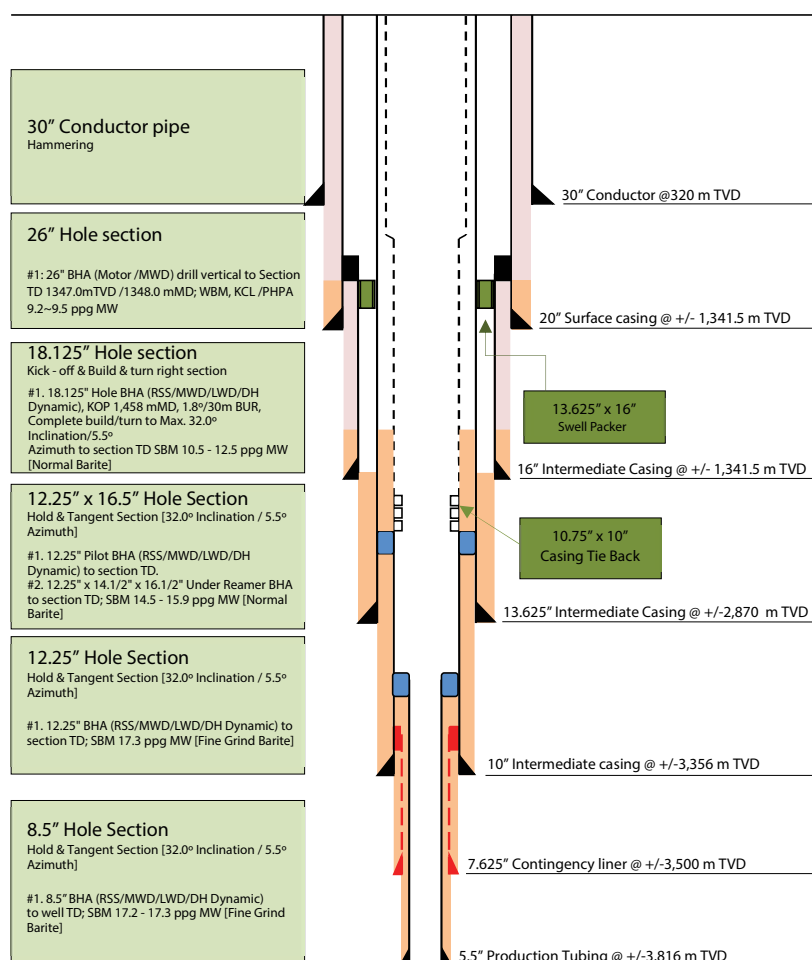 30” Conductor pipe
Hammering
30” Conductor @320 m TVD
26” Hole section
#1: 26" BHA (Motor /MWD) drill vertical to Section
TD 1347.0mTVD /1348.0 mMD; WBM, KCL /PHPA
9.2~9.5 ppg MW
20” Surface casing @ +/- 1,341.5 m TVD
18.125” Hole section
Kick - off & Build & turn right section
#1. 18.125" Hole BHA (RSS/MWD/LWD/DH
Dynamic), KOP 1,458 mMD, 1.8º/30m BUR,
Complete build/turn to Max. 32.0º
Inclination/5.5º
Azimuth to section TD SBM 10.5 - 12.5 ppg MW
[Normal Barite]
13.625” x 16”
Swell Packer
16” Intermediate Casing @ +/- 1,341.5 m TVD
12.25” x 16.5” Hole Section
Hold & Tangent Section [32.0º Inclination / 5.5º
Azimuth]
#1. 12.25" Pilot BHA (RSS/MWD/LWD/DH
Dynamic) to section TD.
#2. 12.25" x 14.1/2" x 16.1/2" Under Reamer BHA
to section TD; SBM 14.5 - 15.9 ppg MW [Normal
Barite]
10.75” x 10”
Casing Tie Back
13.625” Intermediate Casing @ +/-2,870 m TVD
12.25” Hole Section
Hold & Tangent Section [32.0º Inclination / 5.5º
Azimuth]
#1. 12.25" BHA (RSS/MWD/LWD/DH Dynamic) to
section TD; SBM 17.3 ppg MW [Fine Grind Barite]
10” Intermediate casing @ +/-3,356 m TVD
8.5” Hole Section
Hold & Tangent Section [32.0º Inclination / 5.5º
Azimuth]
#1. 8.5" BHA (RSS/MWD/LWD/DH Dynamic)
to well TD; SBM 17.2 - 17.3 ppg MW [Fine Grind
Barite]
7.625” Contingency liner @ +/-3,500 m TVD
5.5” Production Tubing @ +/-3,816 m TVD